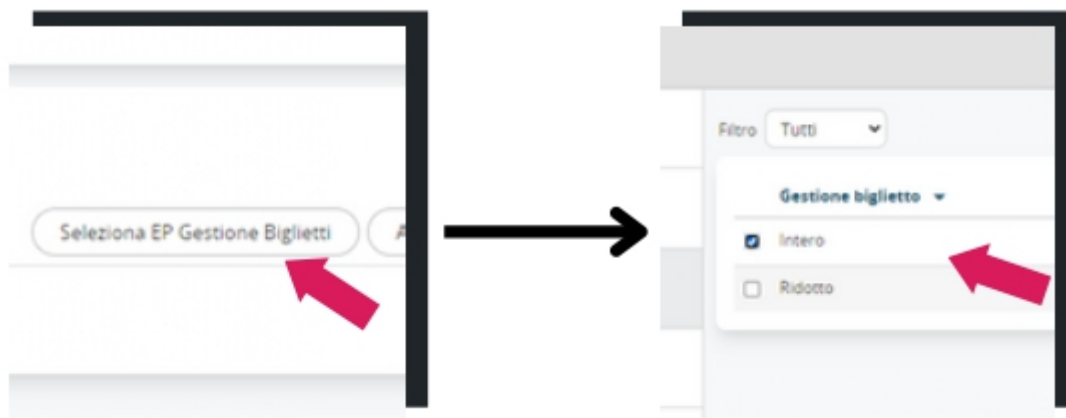 Seleziona EP Gestione Biglietti
A
Filtro Tutti
Gestione biglietto
Intero
Ridotto